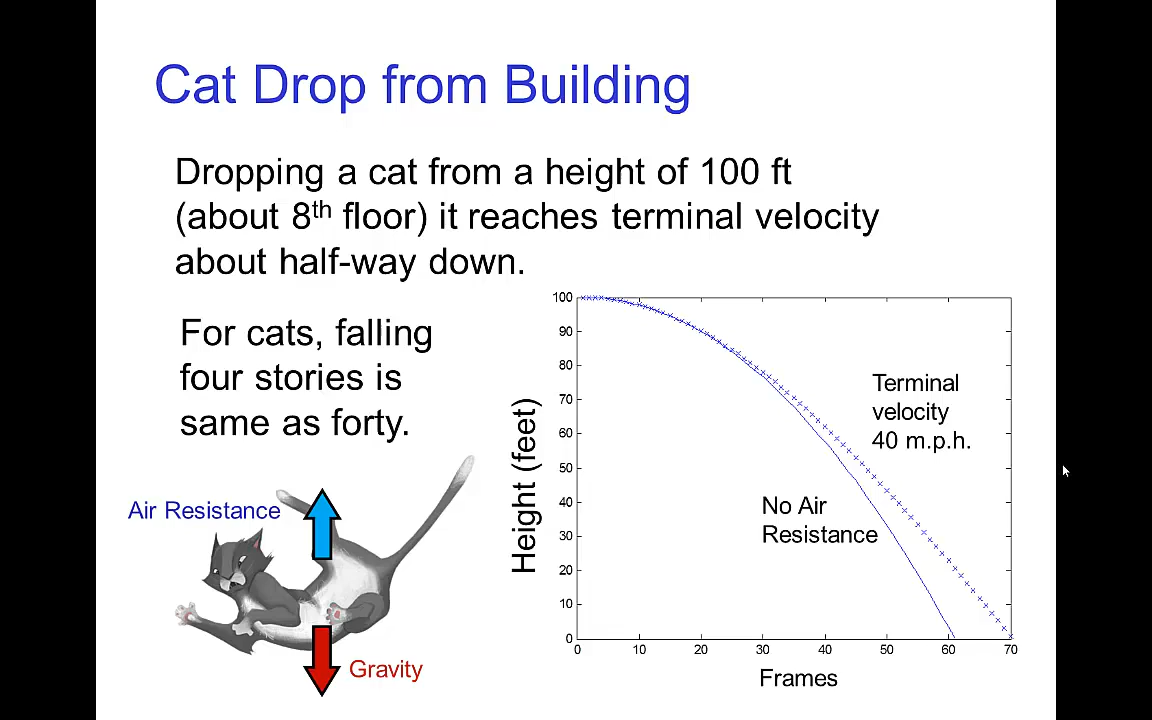 Cat Drop from Building
Dropping a cat from a height of 100 ft
(about 8th floor) it reaches terminal velocity
about half-way down.
For cats, falling
four stories is
same as forty.
Air Resistance
Gravity
Height (feet)
100
90
80
70
60
50
40
30
20
10
0
Terminal
velocity
40 m.p.h.
No Air
Resistance
0 10 20 30 40 50 60 70
Frames